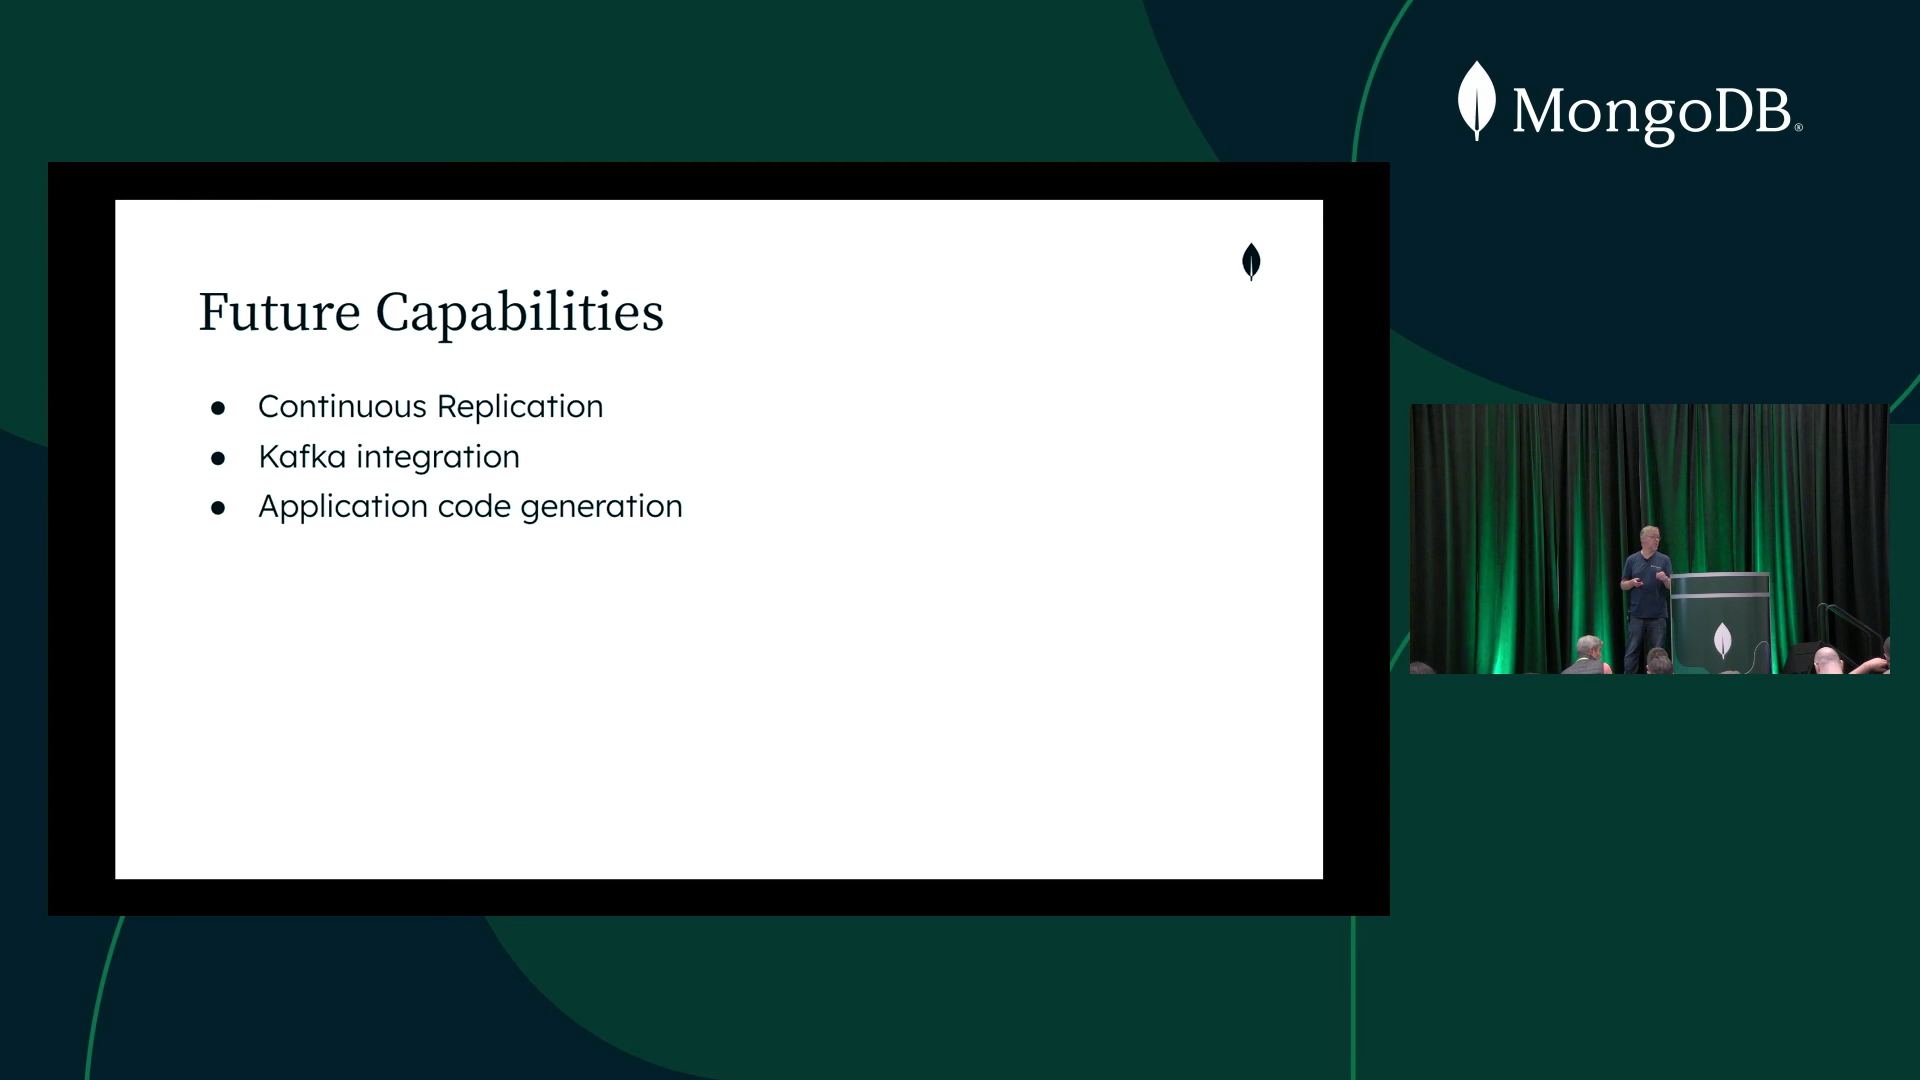 MongoDB®
Future Capabilities
● Continuous Replication
● Kafka integration
● Application code generation